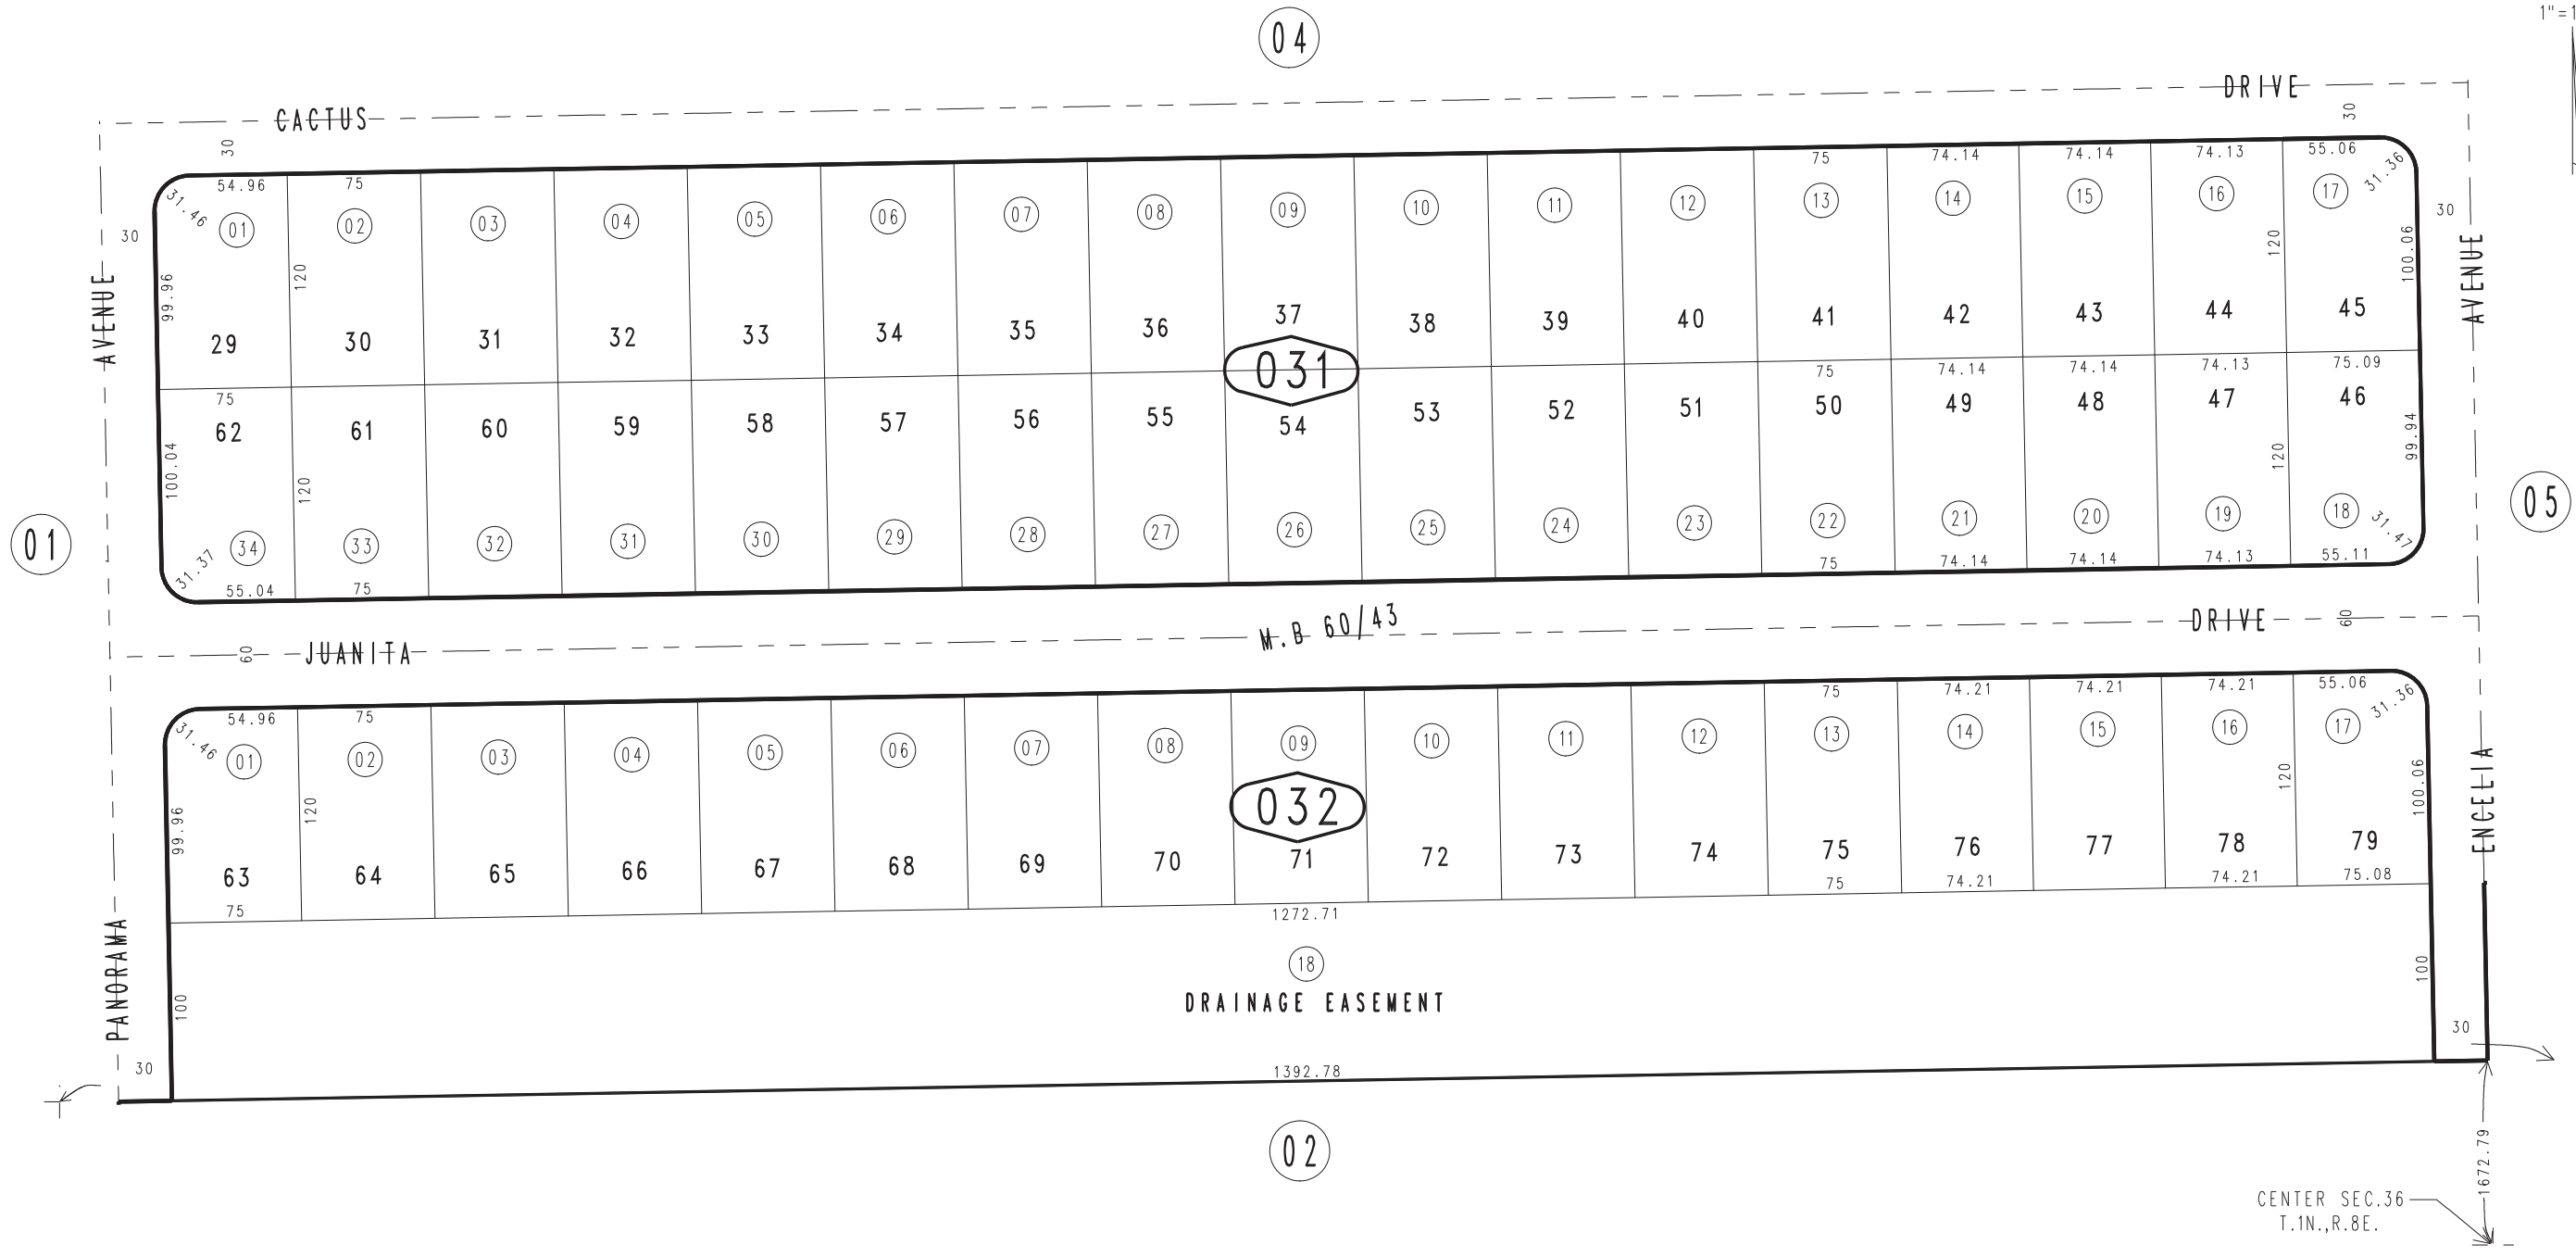 04
1"=1
CACTUS DRIVE
30 30
54.96 75 75 74.14 74.14 74.13 55.06
31.46 31.36
01 02 03 04 05 06 07 08 09 10 11 12 13 14 15 16 17
30 30
AVENUE 99.96 120 120 100.06 AVENUE
29 30 31 32 33 34 35 36 37 38 39 40 41 42 43 44 45
031
75 75 74.14 74.14 74.13 75.09
62 61 60 59 58 57 56 55 54 53 52 51 50 49 48 47 46
100.04 120 120 99.94
01 05
34 33 32 31 30 29 28 27 26 25 24 23 22 21 20 19 18
31.37 31.47
55.04 75 75 74.14 74.14 74.13 55.11
60 JUANITA M.B 60/43 DRIVE 60
54.96 75 75 74.21 74.21 74.21 55.06
31.46 31.36
01 02 03 04 05 06 07 08 09 10 11 12 13 14 15 16 17
99.96 120 032 120 100.06 ENCELIA
63 64 65 66 67 68 69 70 71 72 73 74 75 76 77 78 79
75 75 74.21 74.21 75.08
1272.71
PANORAMA 100 18 100
DRAINAGE EASEMENT
30 30
1392.78
02
1672.79
CENTER SEC.36
T.1N.,R.8E.